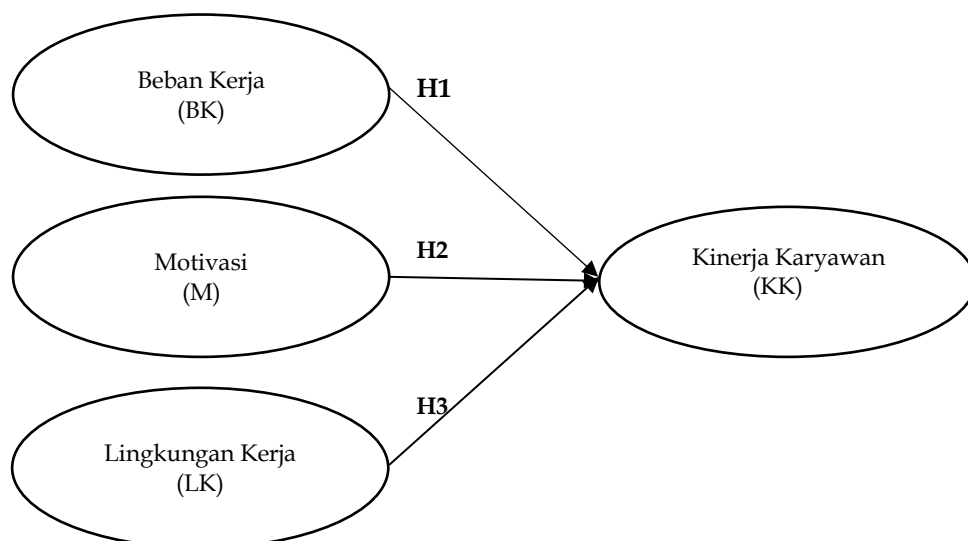 Beban Kerja
(BK)
H1
Motivasi
(M)
H2
Kinerja Karyawan
(KK)
Lingkungan Kerja
(LK)
H3